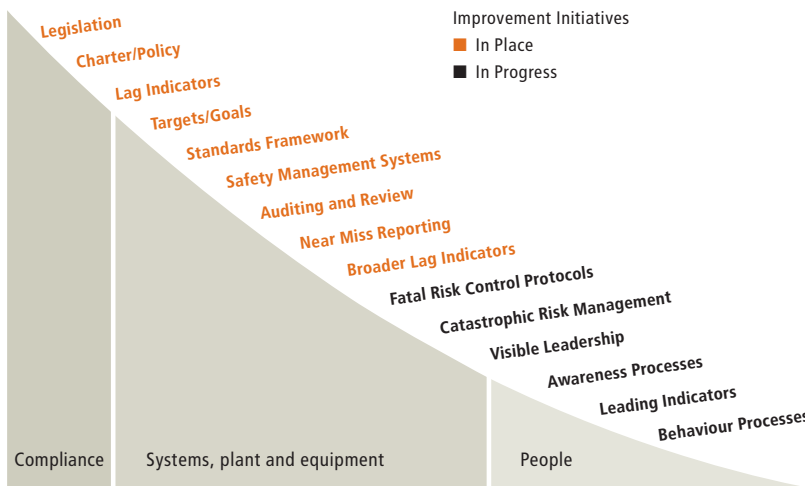 Improvement Initiatives
In Place
In Progress
Legislation
Charter/Policy
Lag Indicators
Targets/Goals
Standards Framework
Safety Management Systems
Auditing and Review
Near Miss Reporting
Broader Lag Indicators
Fatal Risk Control Protocols
Catastrophic Risk Management
Visible Leadership
Awareness Processes
Leading Indicators
Behaviour Processes
Compliance
Systems, plant and equipment
People